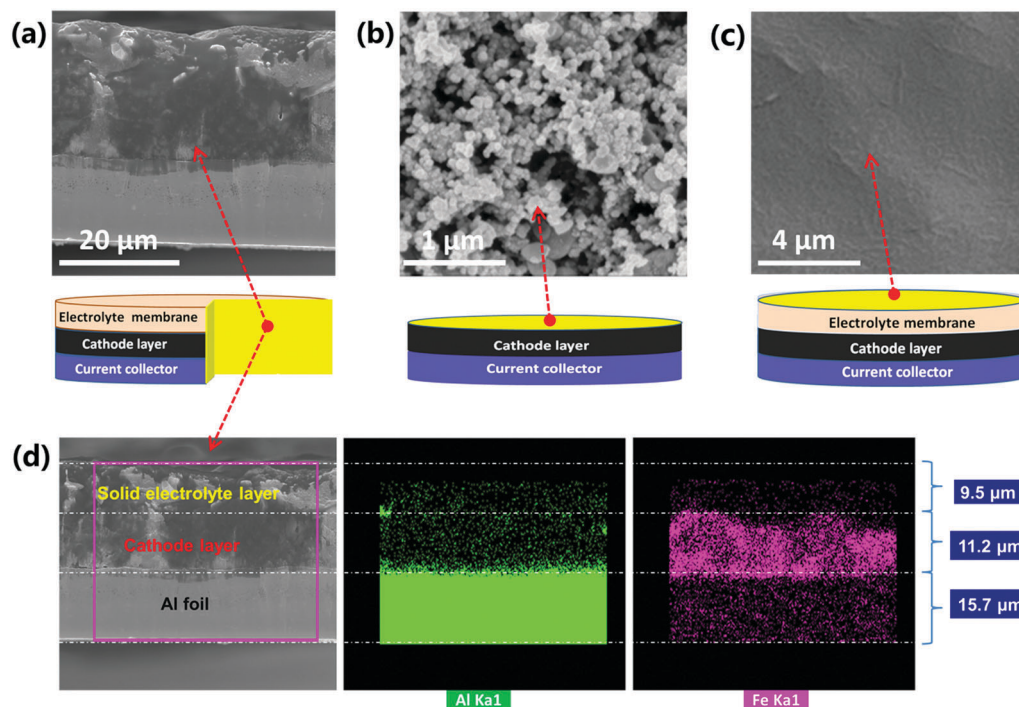 (a)
(b)
(c)
20 μm
1 μm
4 μm
Electrolyte membrane
Cathode layer
Current collector
Cathode layer
Current collector
Electrolyte membrane
Cathode layer
Current collector
(d)
Solid electrolyte layer
Cathode layer
Al foil
9.5 μm
11.2 μm
15.7 μm
Al Ka1
Fe Ka1